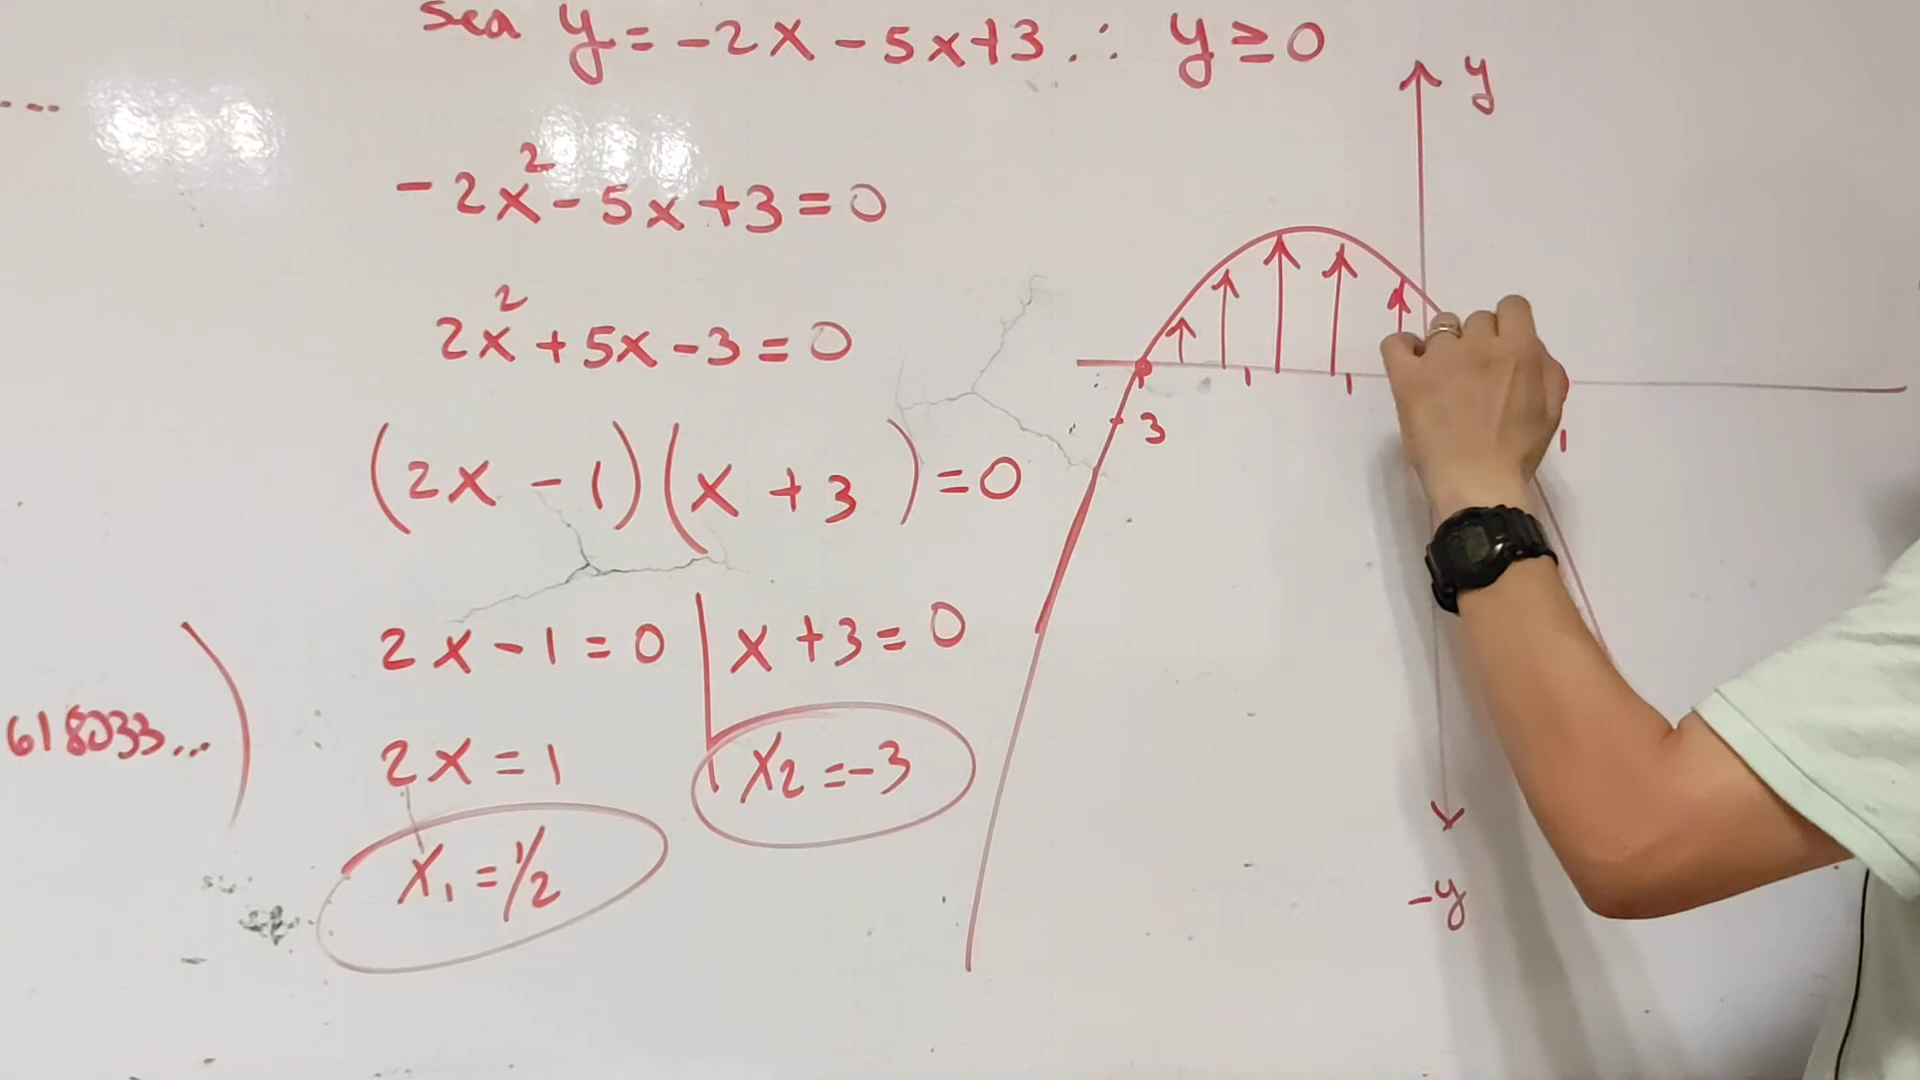 sea y = -2x - 5x + 3 ∴ y ≥ 0
...
-2x² - 5x + 3 = 0
2x² + 5x - 3 = 0
(2x - 1)(x + 3) = 0
2x - 1 = 0 | x + 3 = 0
618033...)
2x = 1
x₂ = -3
x₁ = 1/2
y
-3
1
-y